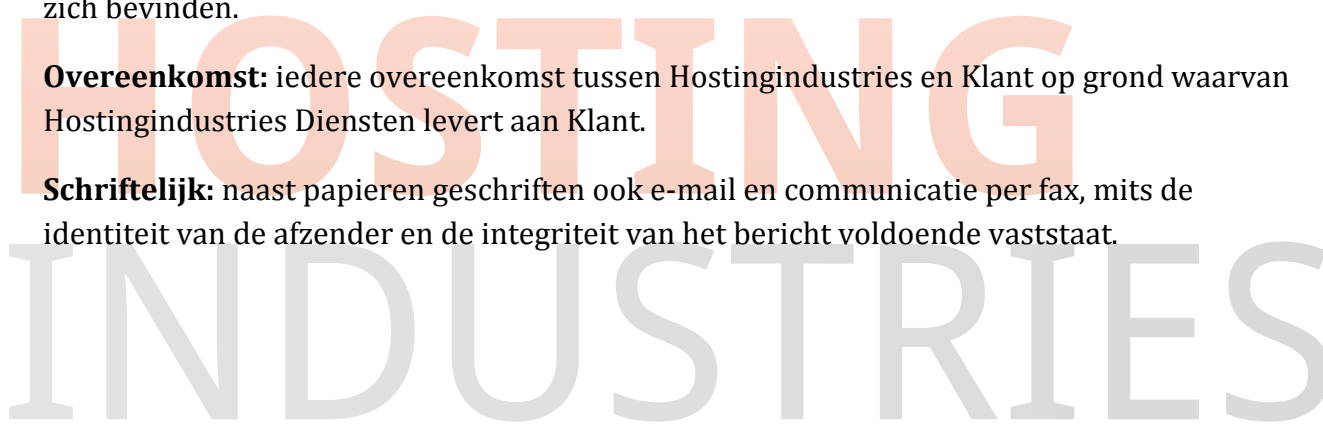 zich bevinden.
Overeenkomst: iedere overeenkomst tussen Hostingindustries en Klant op grond waarvan
Hostingindustries Diensten levert aan Klant.
Schriftelijk: naast papieren geschriften ook e-mail en communicatie per fax, mits de
identiteit van de afzender en de integriteit van het bericht voldoende vaststaat.
HOSTING
INDUSTRIES